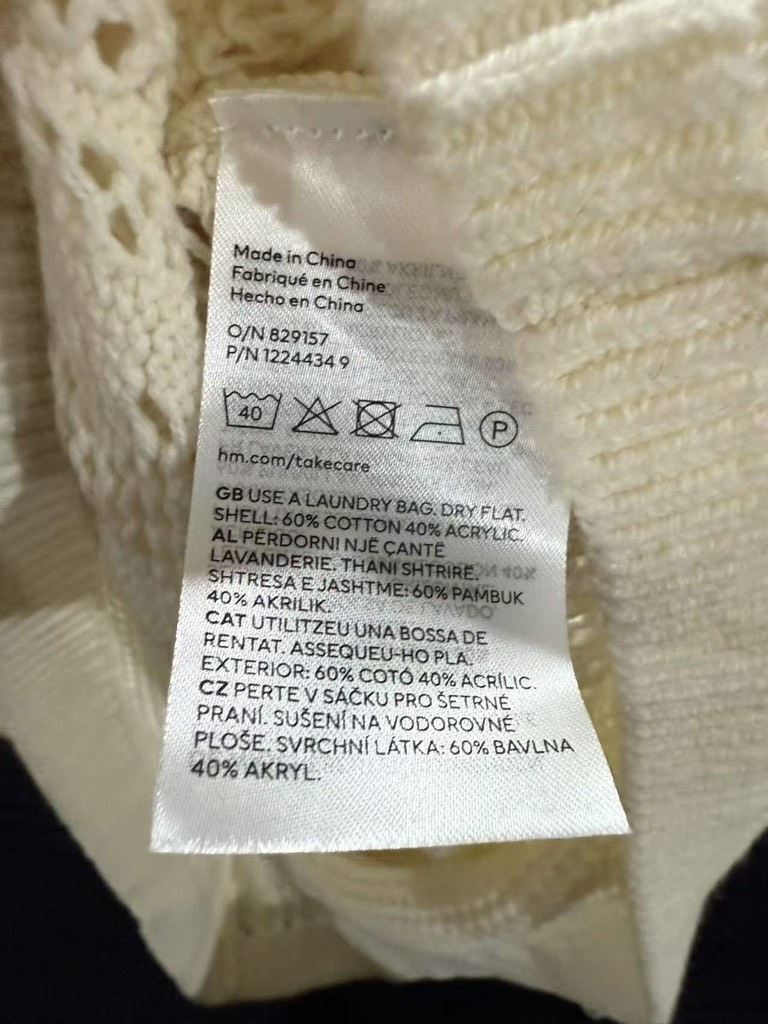 Made in China
Fabriqué en Chine
Hecho en China
O/N 829157
P/N 1224434 9
40 P
hm.com/takecare
GB USE A LAUNDRY BAG. DRY FLAT.
SHELL: 60% COTTON 40% ACRYLIC.
AL PËRDORNI NJË ÇANTË
LAVANDERIE. THANI SHTRIRË.
SHTRESA E JASHTME: 60% PAMBUK
40% AKRILIK.
CAT UTILITZEU UNA BOSSA DE
RENTAT. ASSEQUEU-HO PLA.
EXTERIOR: 60% COTÓ 40% ACRÍLIC.
CZ PERTE V SÁČKU PRO ŠETRNÉ
PRANÍ. SUŠENÍ NA VODOROVNÉ
PLOŠE. SVRCHNÍ LÁTKA: 60% BAVLNA
40% AKRYL.